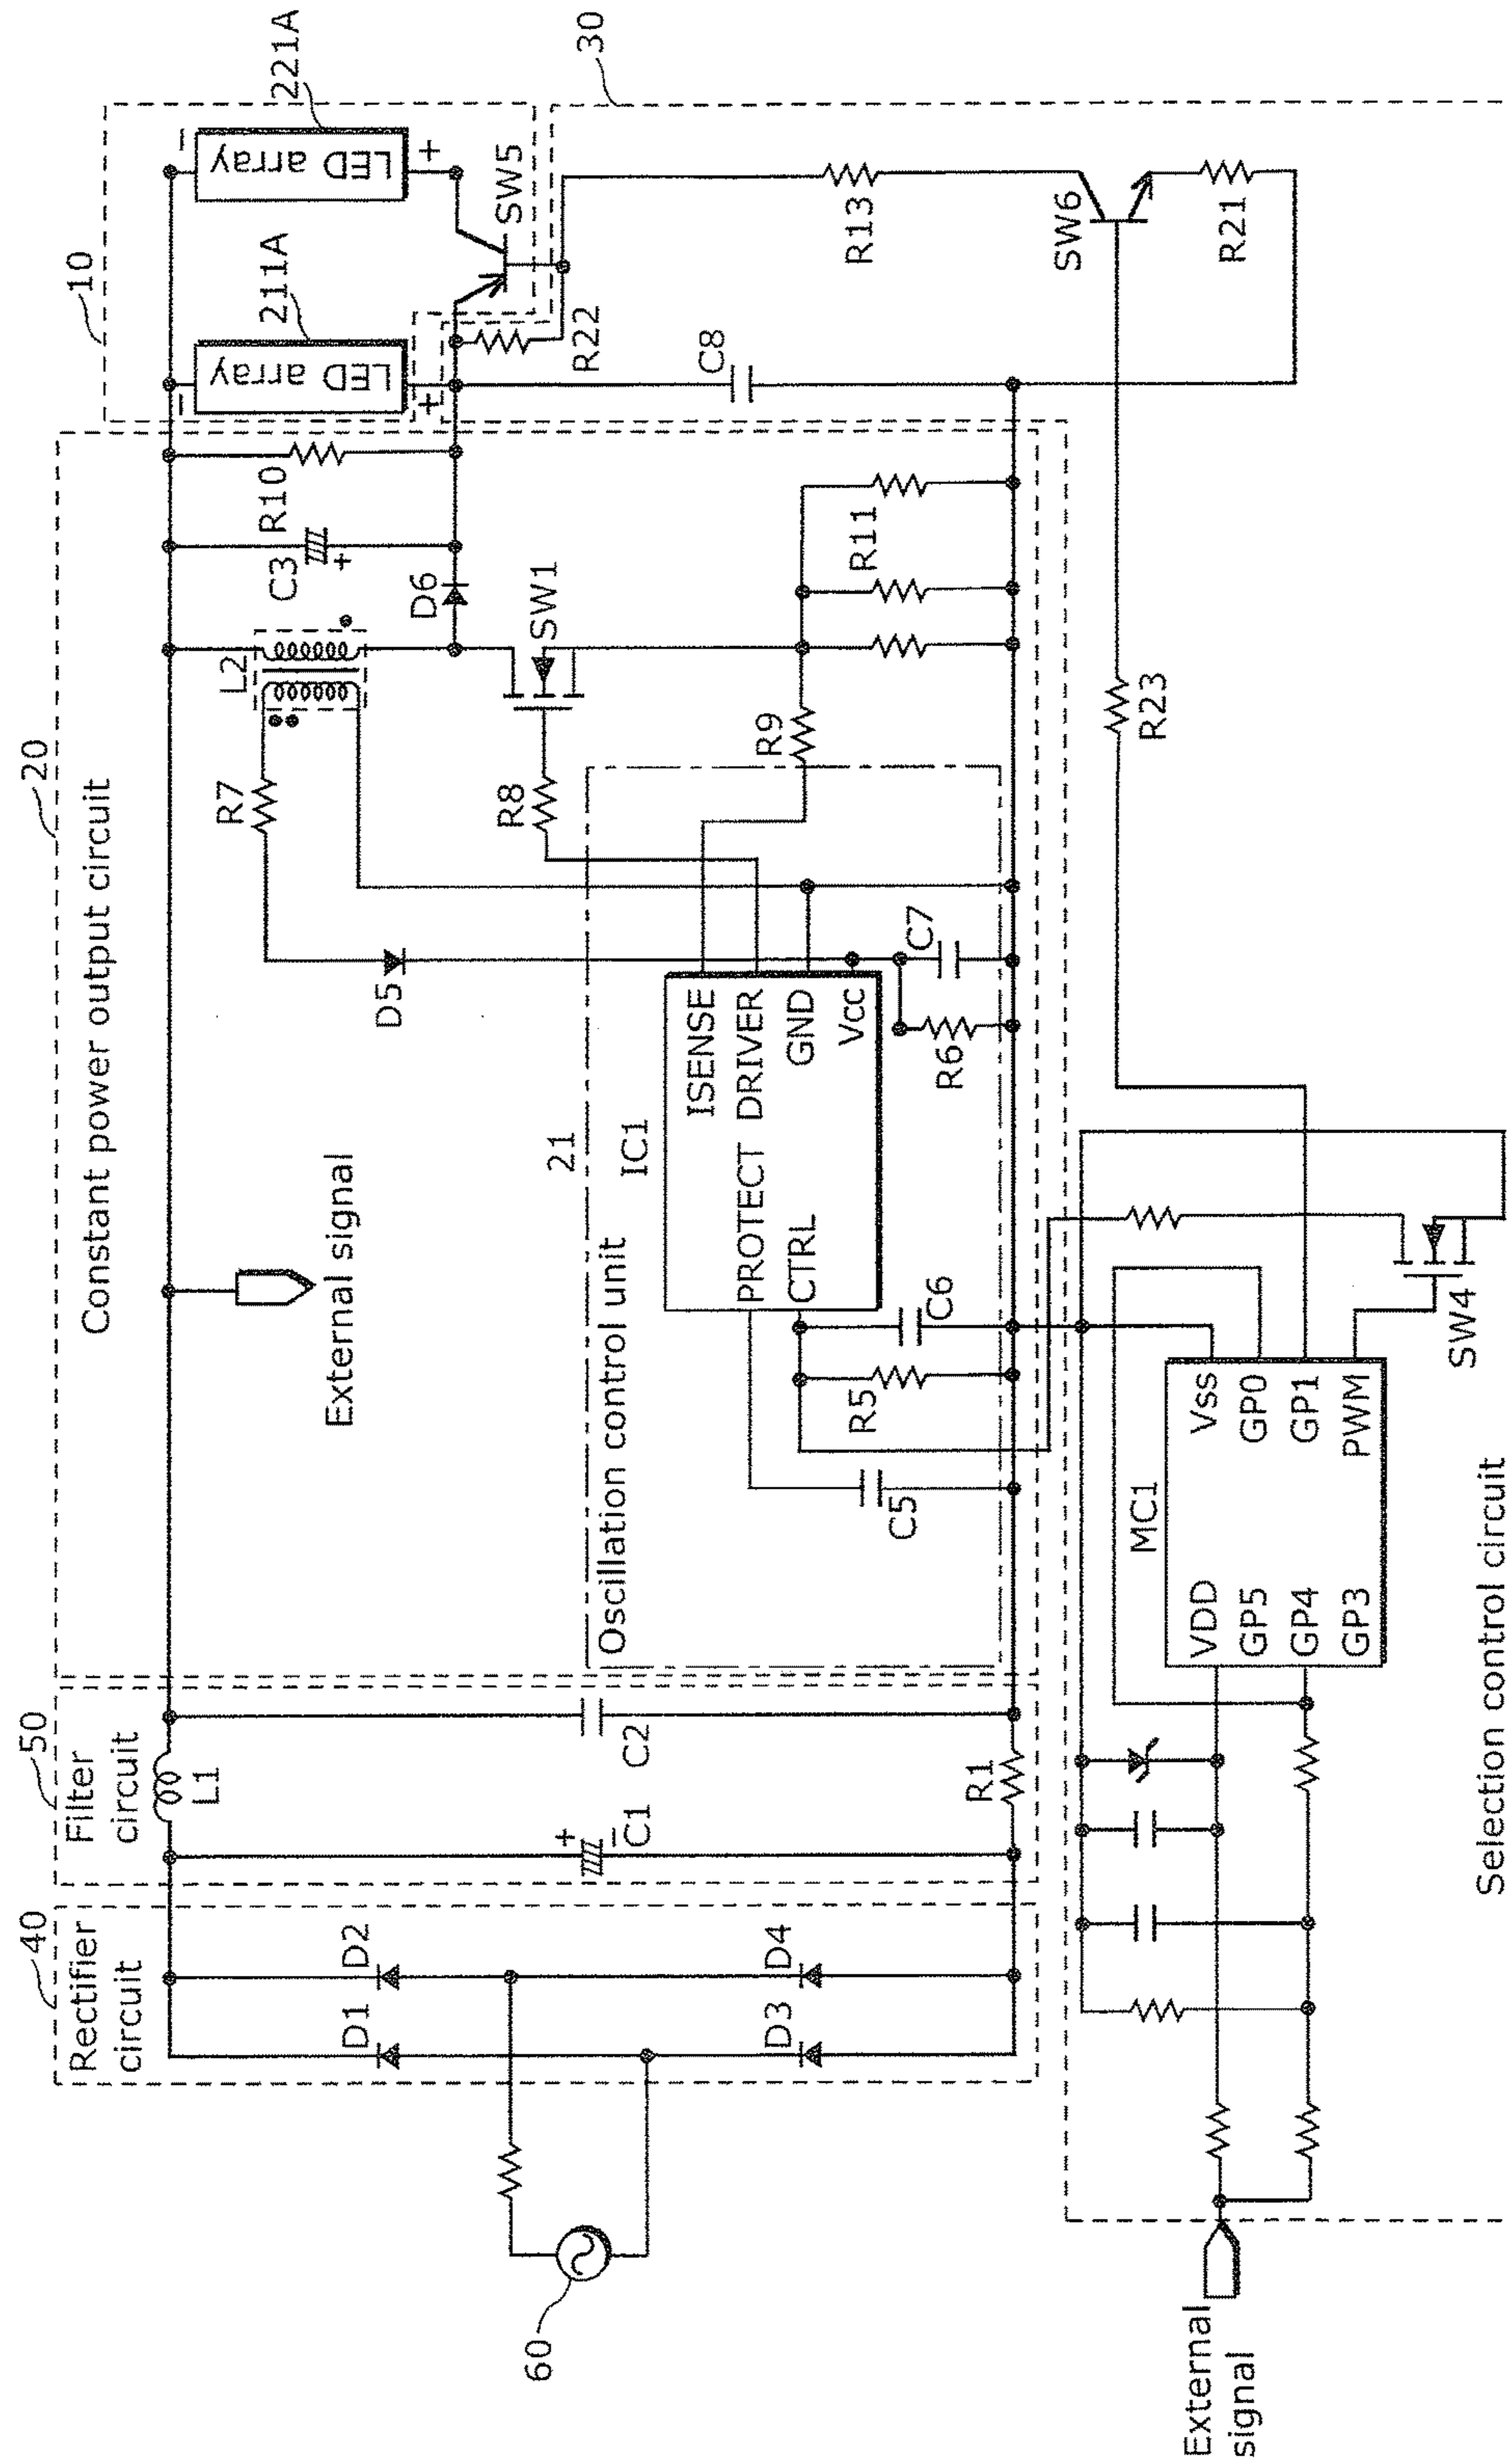 20
Constant power output circuit
50
Filter
circuit
40
Rectifier
circuit
10
221A
211A
LED array
LED array
-
-
+
+
30
SW5
R22
R10
C3
+
D6
L2
SW1
R7
R8
D5
External signal
L1
C2
C1
+
-
R1
D1
D2
D3
D4
60
21
Oscillation control unit
IC1
ISENSE
PROTECT DRIVER
GND
CTRL
Vcc
R9
R11
C7
R6
C6
R5
C5
C8
R13
SW6
R21
R23
MC1
VDD
Vss
GP5
GP0
GP4
GP1
GP3
PWM
SW4
External
signal
Selection control circuit